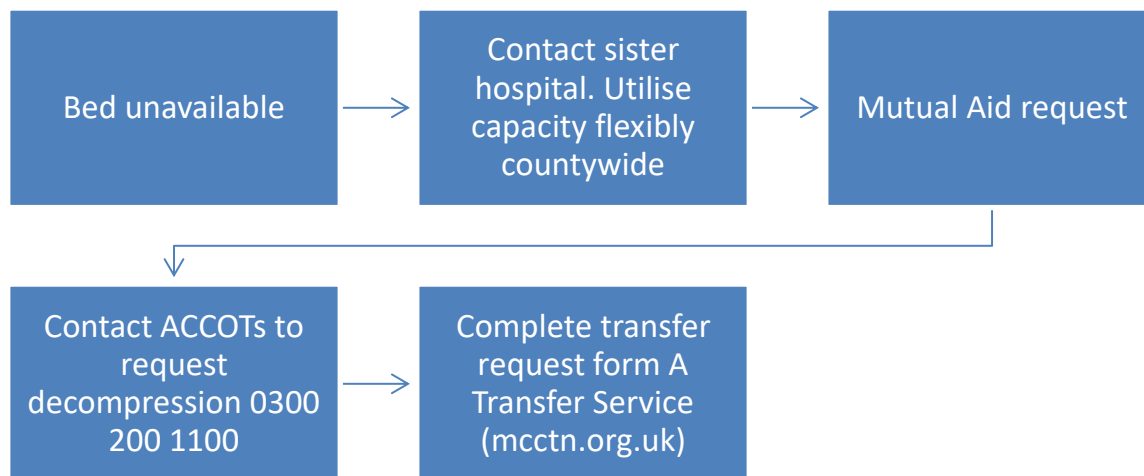 Bed unavailable
Contact sister
hospital. Utilise
capacity flexibly
countywide
Mutual Aid request
Contact ACCOTs to
request
decompression 0300
200 1100
Complete transfer
request form A
Transfer Service
(mcctn.org.uk)